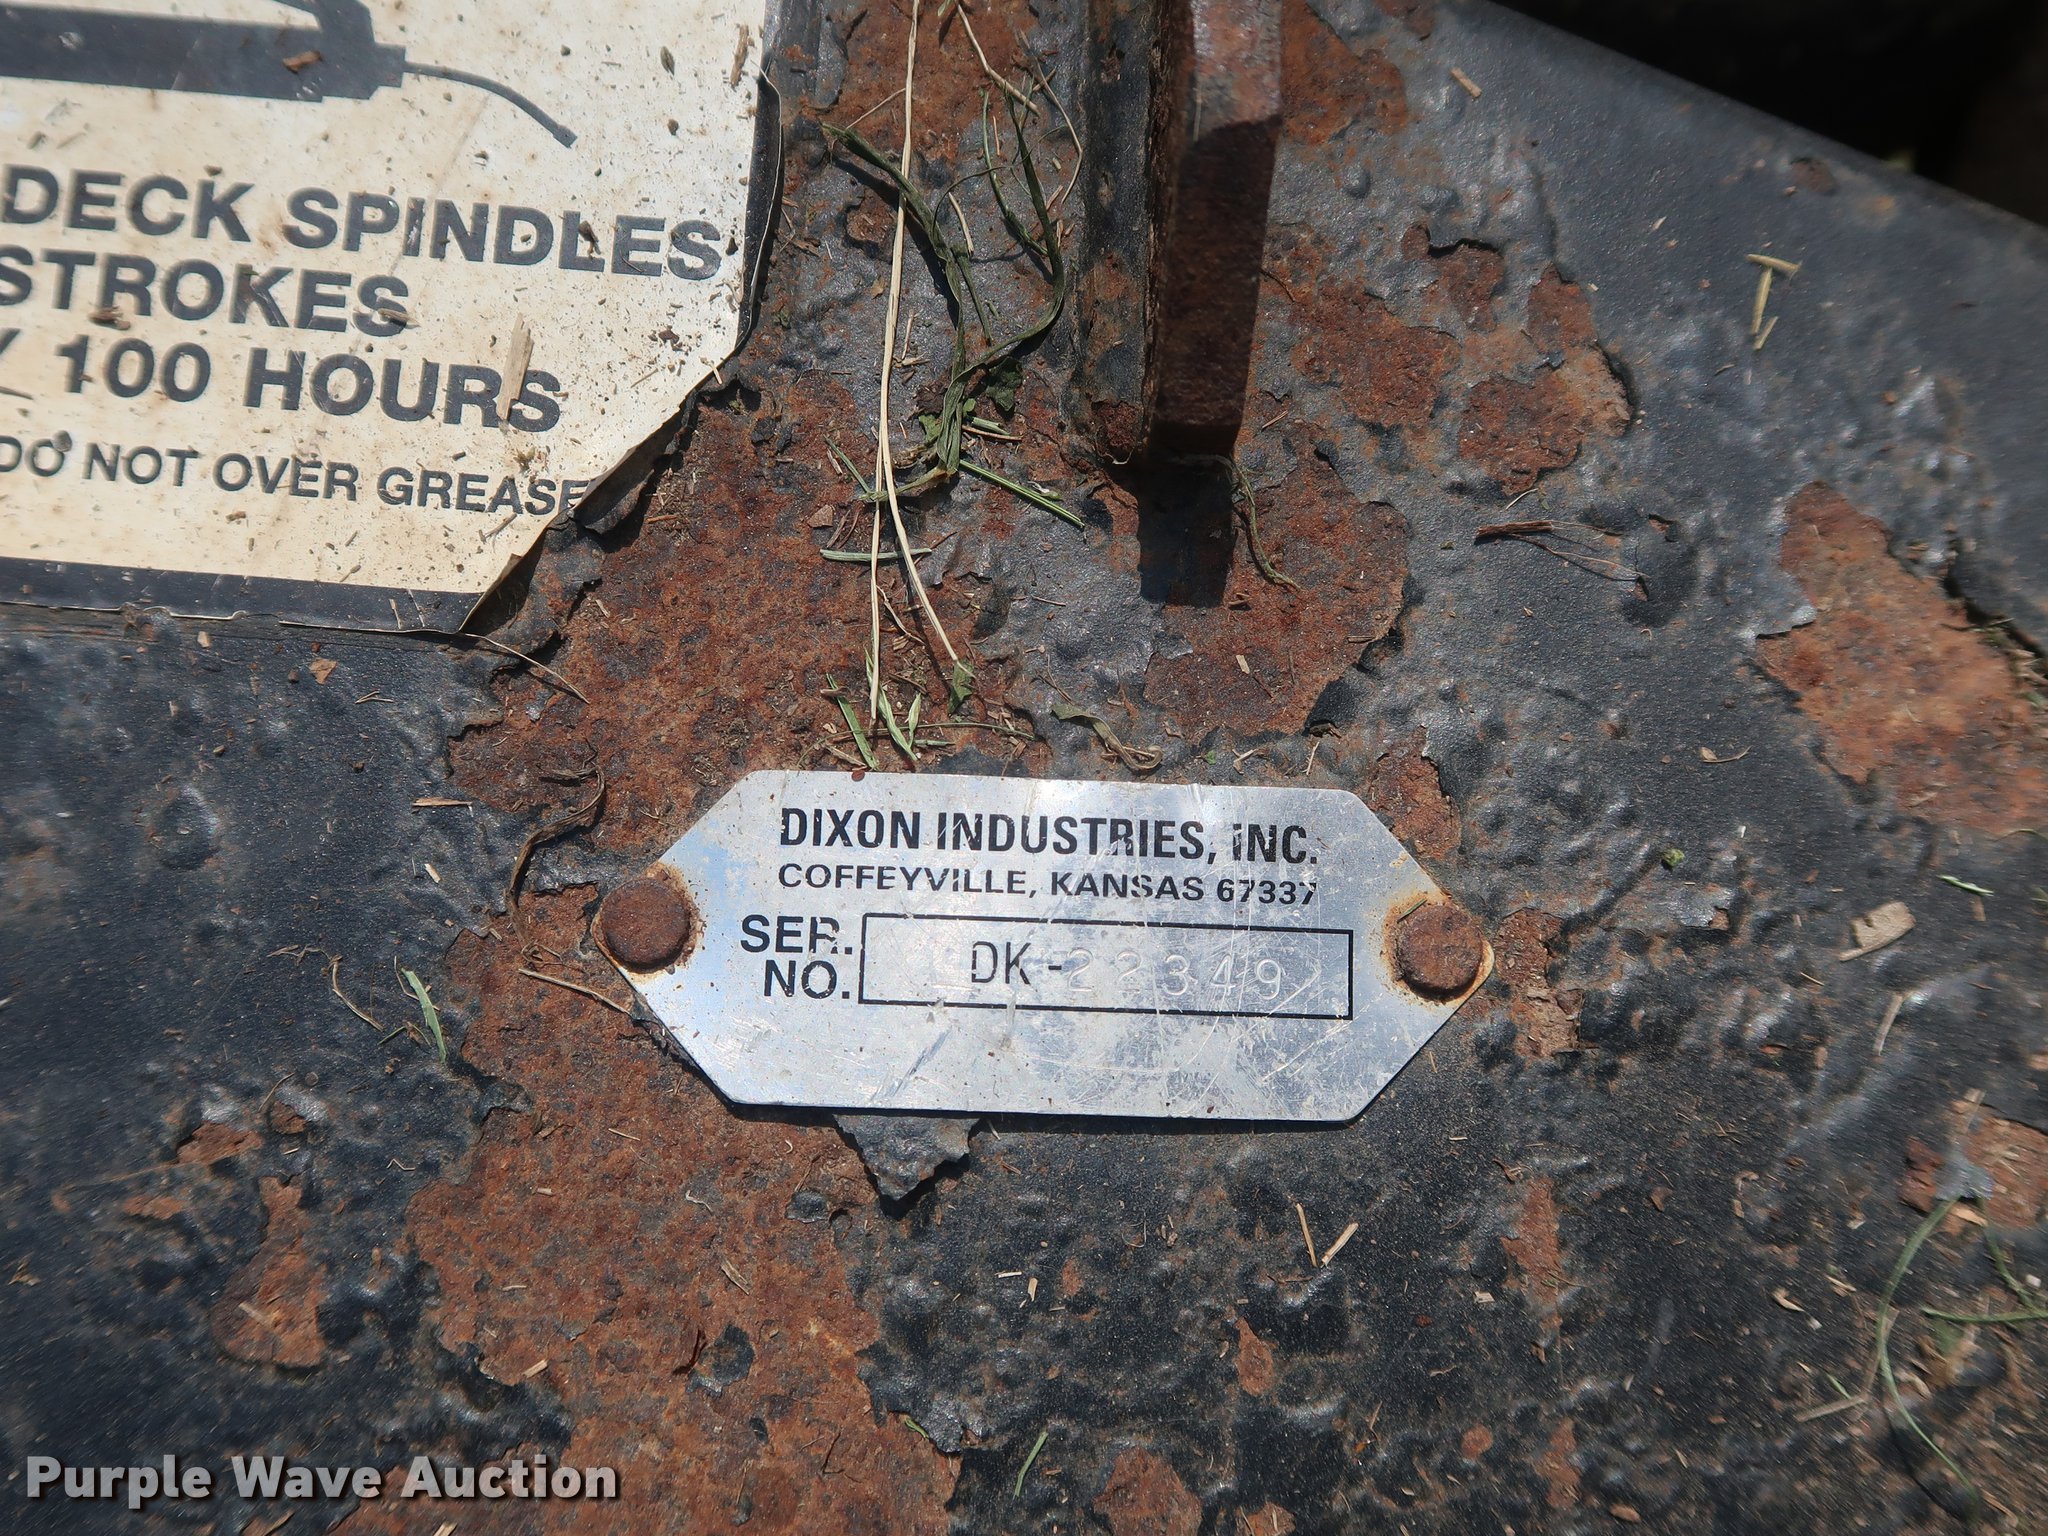 DECK SPINDLES
STROKES
100 HOURS
DO NOT OVER GREASE
DIXON INDUSTRIES, INC.
COFFEYVILLE, KANSAS 67337
SER. NO. DK-22349
Purple Wave Auction